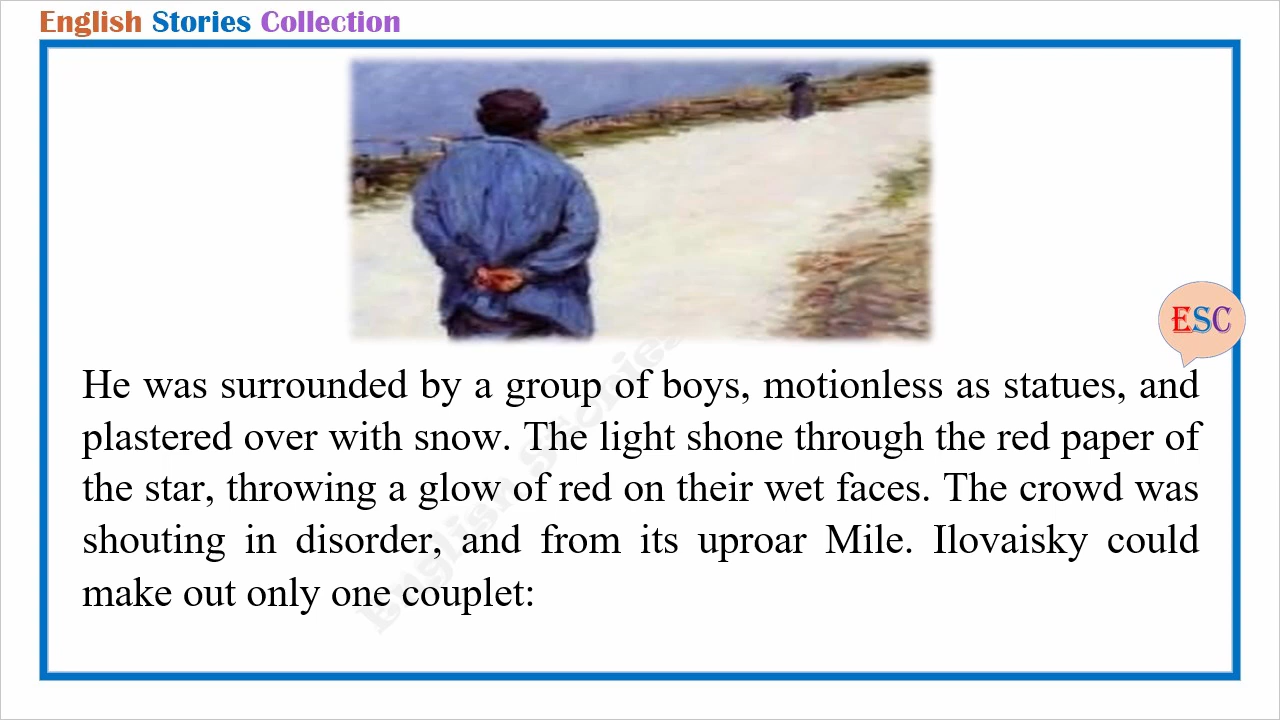 English Stories Collection
ESC
He was surrounded by a group of boys, motionless as statues, and
plastered over with snow. The light shone through the red paper of
the star, throwing a glow of red on their wet faces. The crowd was
shouting in disorder, and from its uproar Mile. Ilovaisky could
make out only one couplet:
English Stories